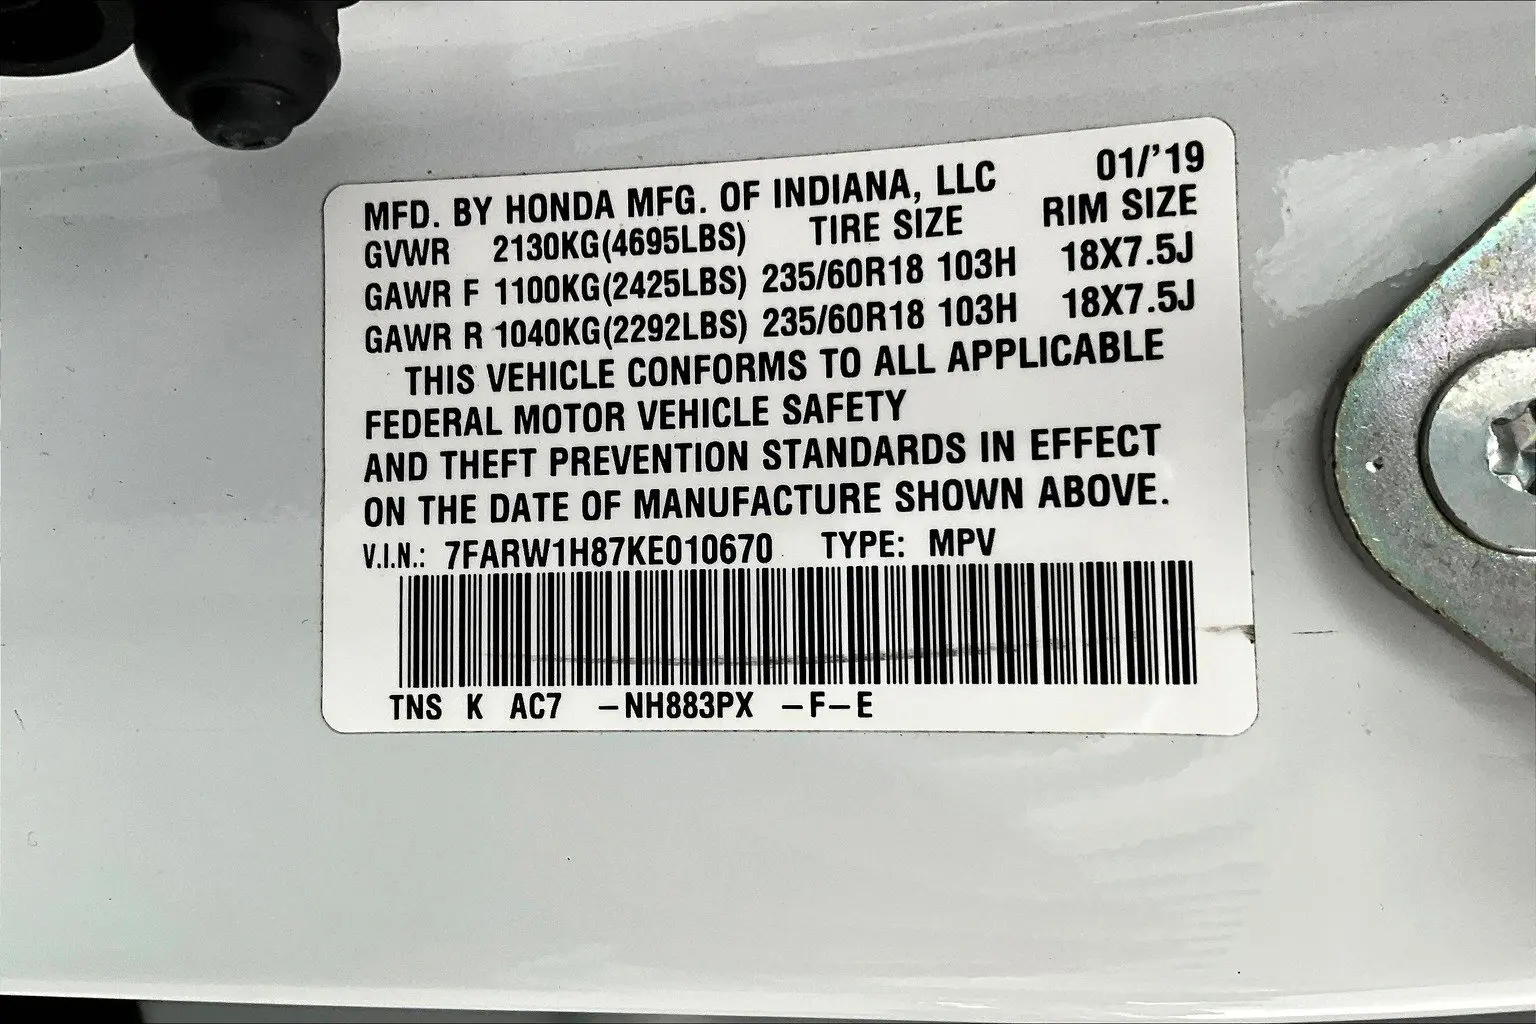 MFD. BY HONDA MFG. OF INDIANA, LLC 01/'19
GVWR 2130KG(4695LBS) TIRE SIZE RIM SIZE
GAWR F 1100KG(2425LBS) 235/60R18 103H 18X7.5J
GAWR R 1040KG(2292LBS) 235/60R18 103H 18X7.5J
THIS VEHICLE CONFORMS TO ALL APPLICABLE
FEDERAL MOTOR VEHICLE SAFETY
AND THEFT PREVENTION STANDARDS IN EFFECT
ON THE DATE OF MANUFACTURE SHOWN ABOVE.
V.I.N.: 7FARW1H87KE010670 TYPE: MPV
TNS K AC7 –NH883PX –F–E